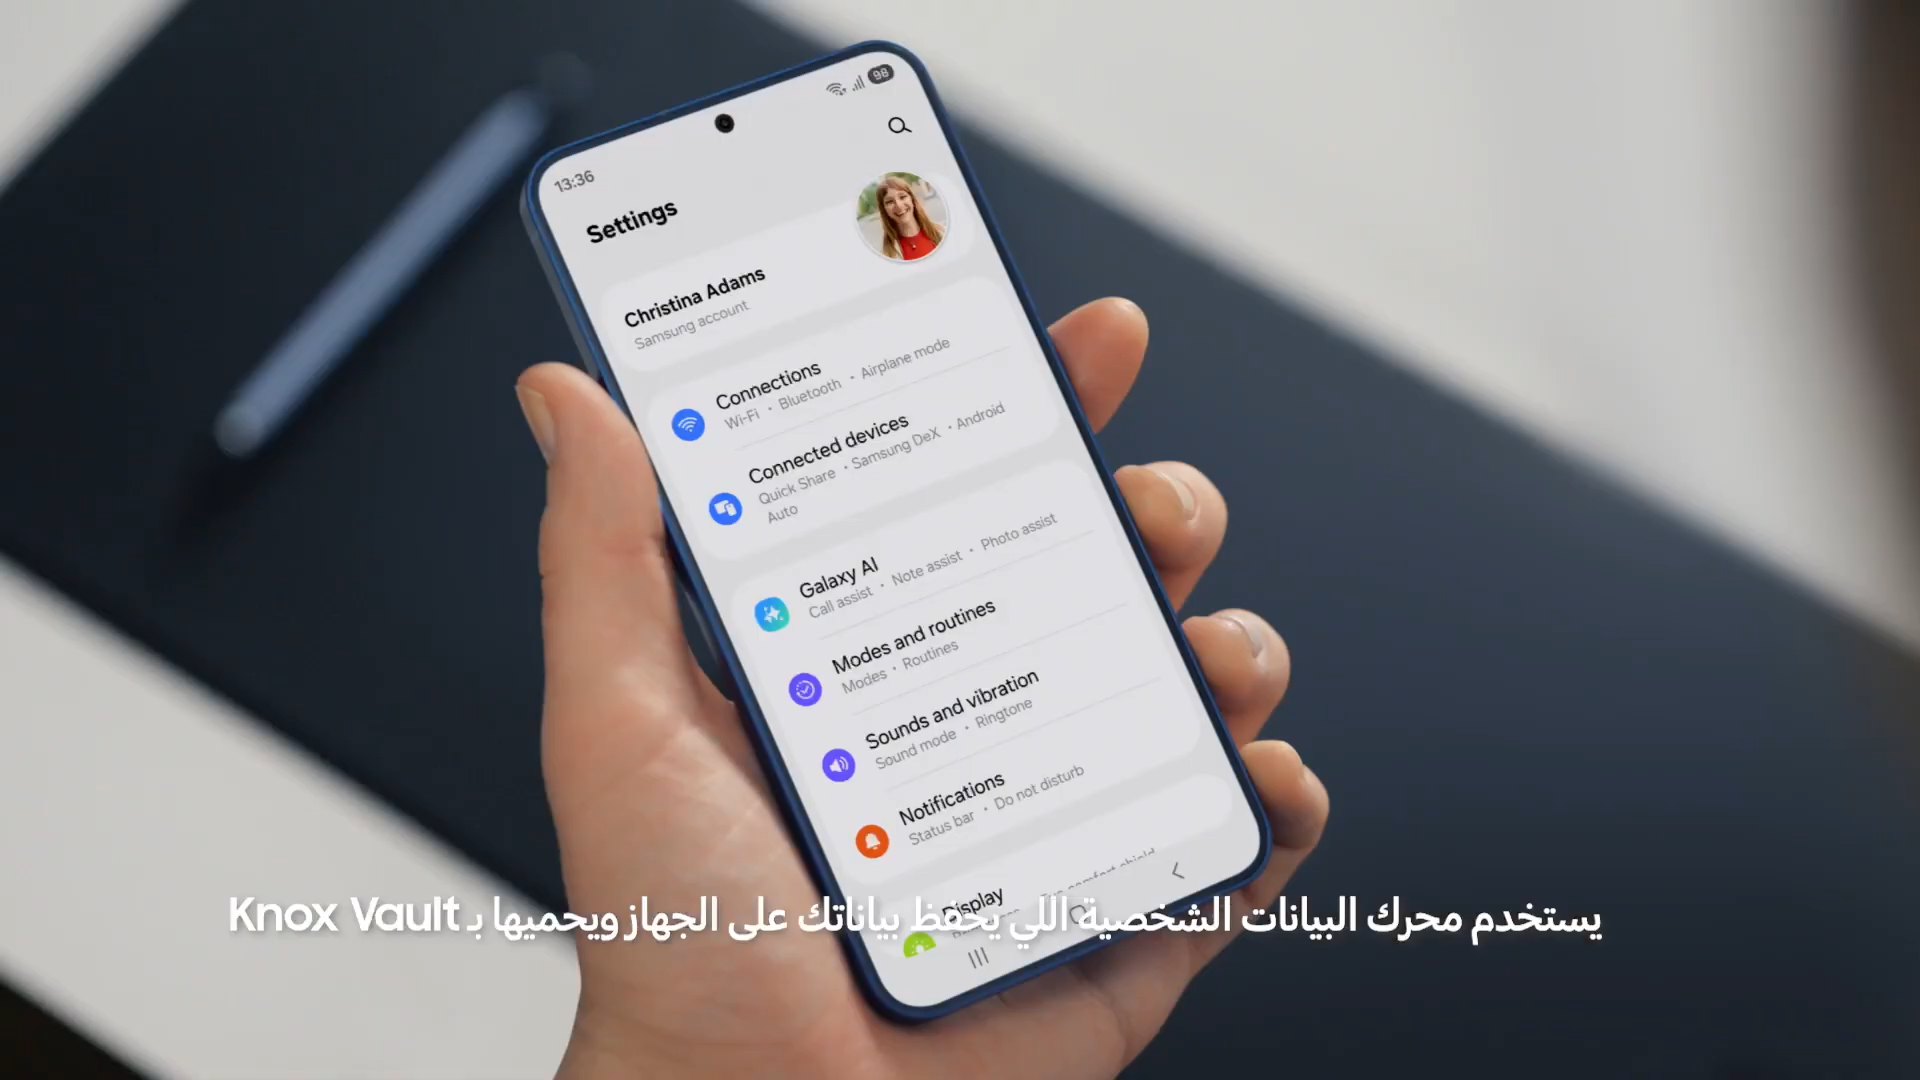 98
13:36
Settings
Christina Adams
Samsung account
Connections
Wi-Fi • Bluetooth • Airplane mode
Connected devices
Quick Share • Samsung DeX • Android
Auto
Galaxy AI
Call assist • Note assist • Photo assist
Modes and routines
Modes • Routines
Sounds and vibration
Sound mode • Ringtone
Notifications
Status bar • Do not disturb
Display
يستخدم محرك البيانات الشخصية اللي يحفظ بياناتك على الجهاز ويحميها بـ Knox Vault